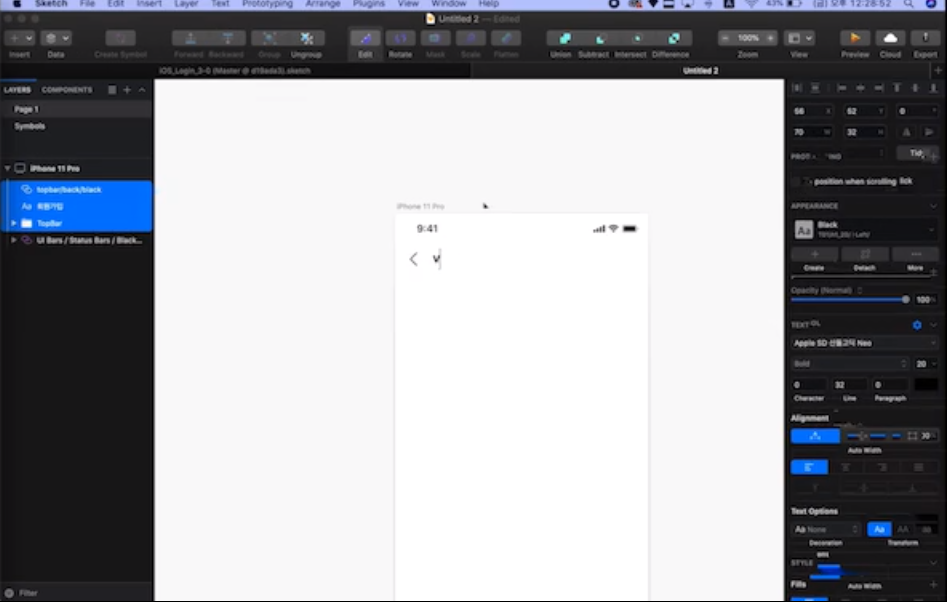 Sketch File Edit Insert Layer Text Prototyping Arrange Plugins View Window Help 43% 오후 12:28:52
Untitled 2 — Edited
100%
Insert Data Create Symbol Forward Backward Group Ungroup Edit Rotate Mask Scale Flatten Union Subtract Intersect Difference Zoom View Preview Cloud Export
iOS_Login_3-0 (Master @ d18ade3).sketch Untitled 2
LAYERS COMPONENTS
Page 1
Symbols
iPhone 11 Pro
topbar/back/black
Aa 회원가입
TopBar
UI Bars / Status Bars / Black...
Filter
iPhone 11 Pro
9:41
v
56 X 52 Y 0
70 W 32 H
position when scrolling
APPEARANCE
Aa Black
Create Detach More
Opacity (Normal) 100
TEXT
Apple SD 산돌고딕 Neo
Bold 20
0 32 0
Character Line Paragraph
Alignment
Auto Width
Text Options
Aa None Aa AA aa
Decoration Transform
STYLE
Fills Auto Width